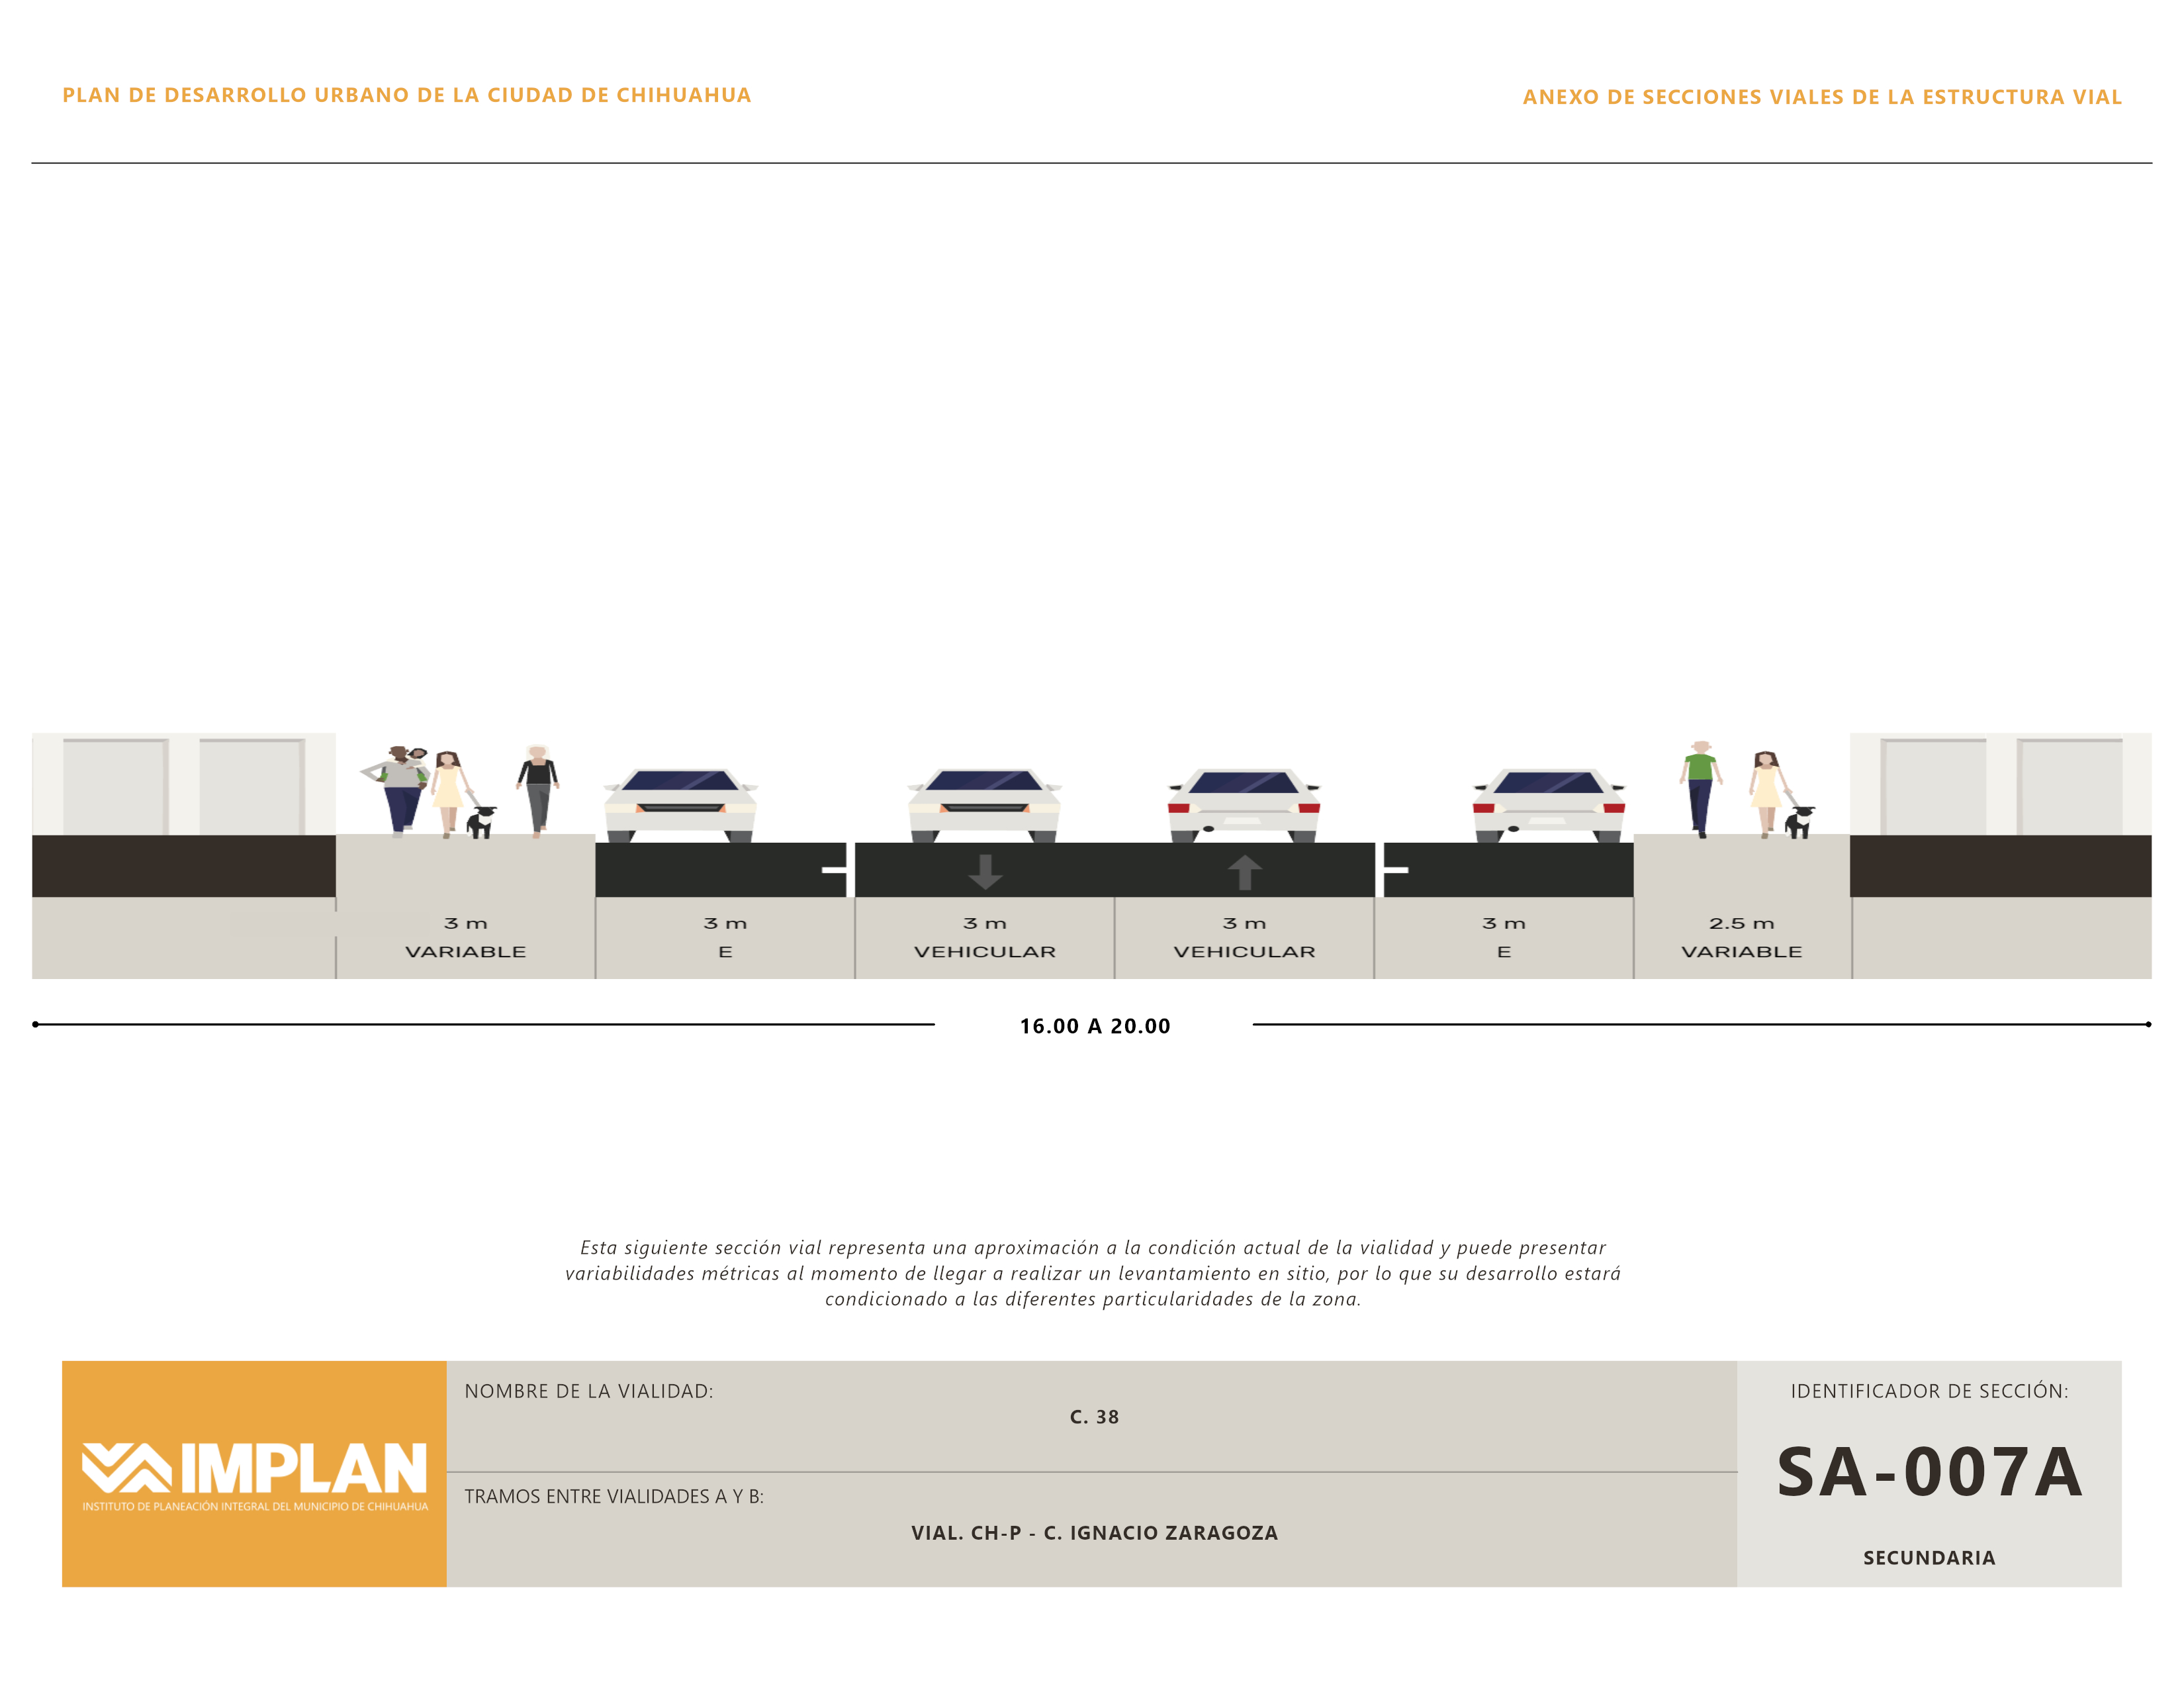 PLAN DE DESARROLLO URBANO DE LA CIUDAD DE CHIHUAHUA
ANEXO DE SECCIONES VIALES DE LA ESTRUCTURA VIAL
3 m
VARIABLE
3 m
E
3 m
VEHICULAR
3 m
VEHICULAR
3 m
E
2.5 m
VARIABLE
16.00 A 20.00
Esta siguiente sección vial representa una aproximación a la condición actual de la vialidad y puede presentar
variabilidades métricas al momento de llegar a realizar un levantamiento en sitio, por lo que su desarrollo estará
condicionado a las diferentes particularidades de la zona.
IMPLAN
INSTITUTO DE PLANEACIÓN INTEGRAL DEL MUNICIPIO DE CHIHUAHUA
NOMBRE DE LA VIALIDAD:
C. 38
TRAMOS ENTRE VIALIDADES A Y B:
VIAL. CH-P - C. IGNACIO ZARAGOZA
IDENTIFICADOR DE SECCIÓN:
SA-007A
SECUNDARIA